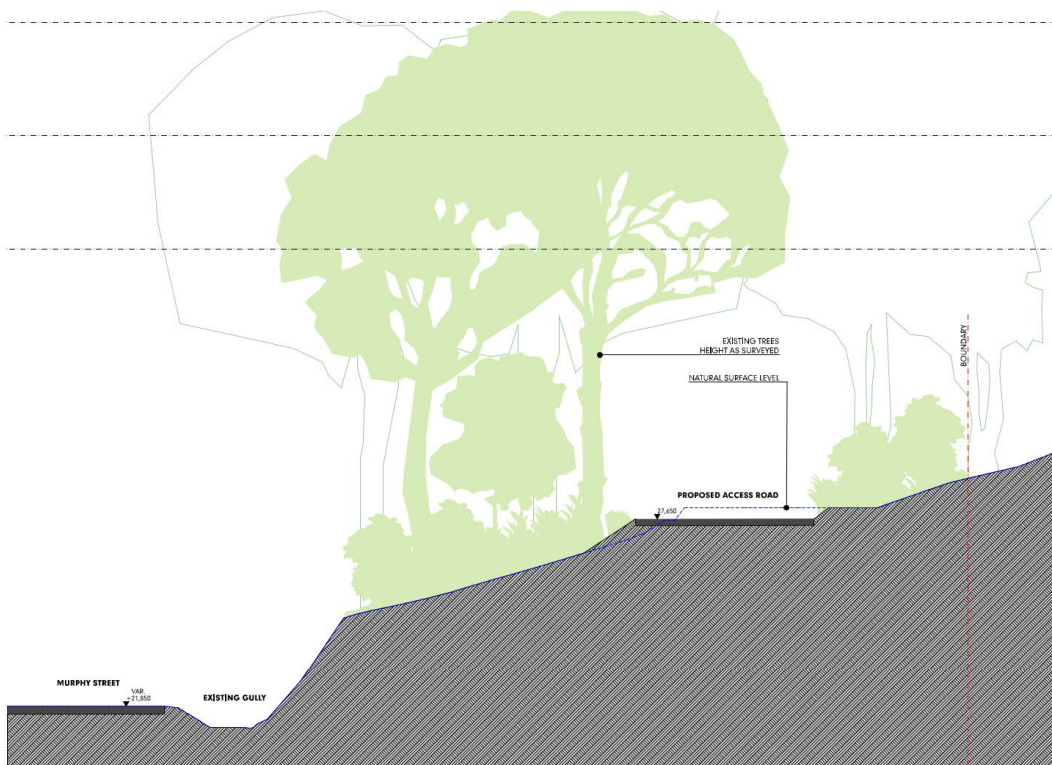 EXISTING TREES
HEIGHT AS SURVEYED
BOUNDARY
NATURAL SURFACE LEVEL
PROPOSED ACCESS ROAD
27,650
MURPHY STREET
VAR.
÷21,850
EXISTING GULLY